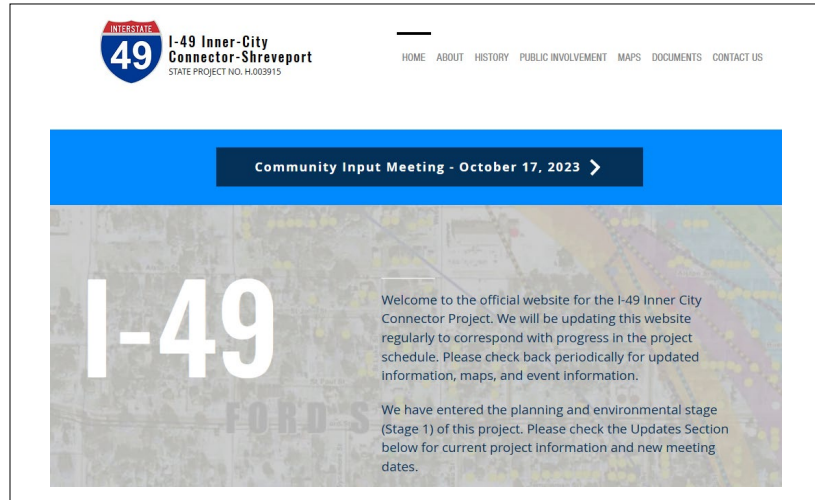 INTERSTATE
49
I-49 Inner-City
Connector-Shreveport
STATE PROJECT NO. H.003915
HOME ABOUT HISTORY PUBLIC INVOLVEMENT MAPS DOCUMENTS CONTACT US
Community Input Meeting - October 17, 2023
I-49
Welcome to the official website for the I-49 Inner City
Connector Project. We will be updating this website
regularly to correspond with progress in the project
schedule. Please check back periodically for updated
information, maps, and event information.
FORD S
We have entered the planning and environmental stage
(Stage 1) of this project. Please check the Updates Section
below for current project information and new meeting
dates.